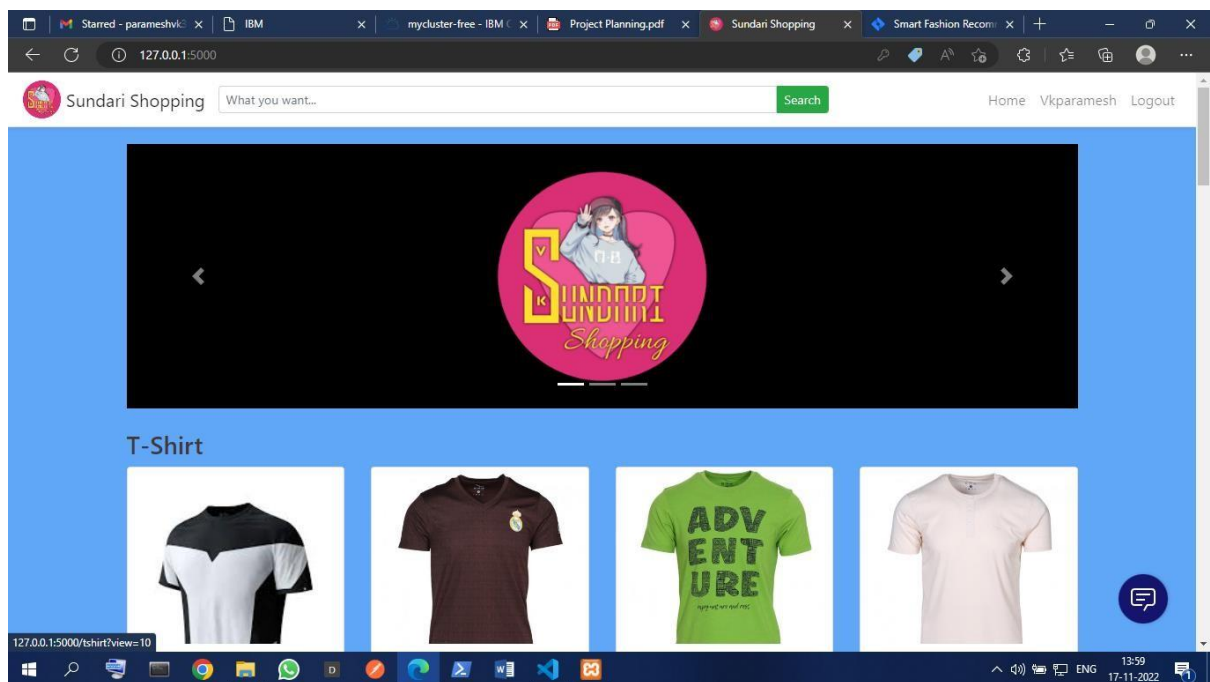 Starred - parameshvk3
IBM
mycluster-free - IBM C
Project Planning.pdf
Sundari Shopping
Smart Fashion Recom
127.0.0.1:5000
Sundari Shopping
What you want...
Search
Home
Vkparamesh
Logout
V
K
SUNDARI
Shopping
T-Shirt
ADV
ENT
URE
127.0.0.1:5000/tshirt?view=10
ENG
13:59
17-11-2022